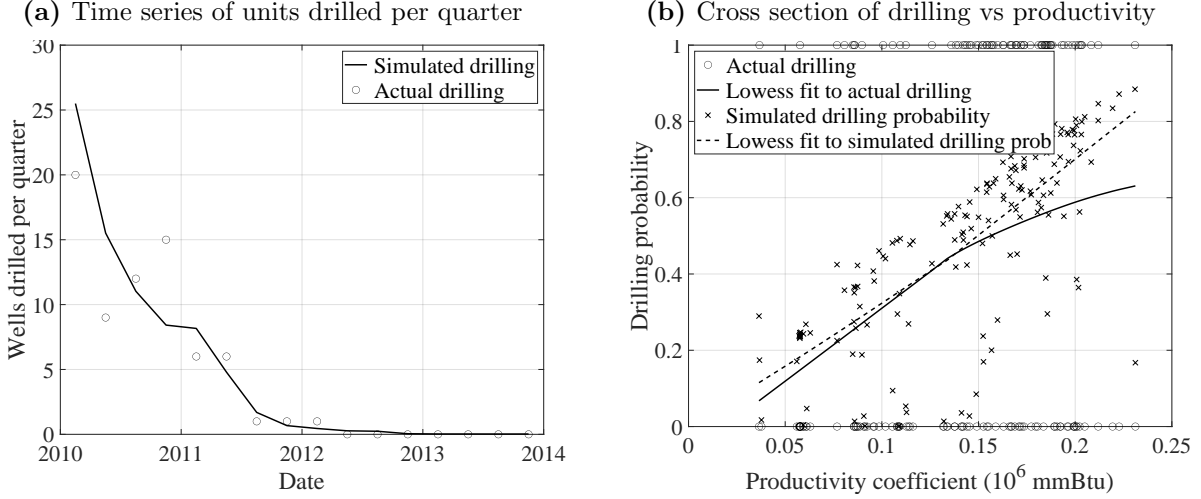 (a) Time series of units drilled per quarter
30
25
20
15
10
5
0
2010
2011
2012
2013
2014
Wells drilled per quarter
Date
Simulated drilling
Actual drilling
(b) Cross section of drilling vs productivity
1
0.8
0.6
0.4
0.2
0
0
0.05
0.1
0.15
0.2
0.25
Drilling probability
Productivity coefficient (10^6 mmBtu)
Actual drilling
Lowess fit to actual drilling
Simulated drilling probability
Lowess fit to simulated drilling prob